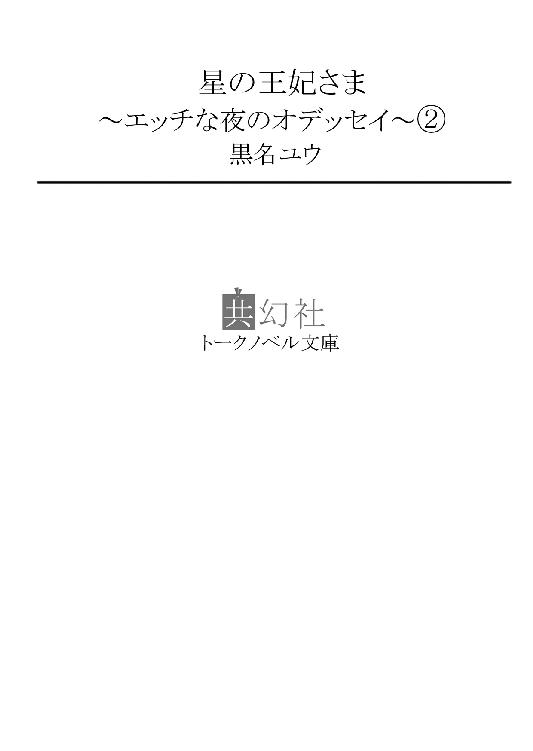 星の王妃さま
～エッチな夜のオデッセイ～②
黒名ユウ
共幻社
トークノベル文庫